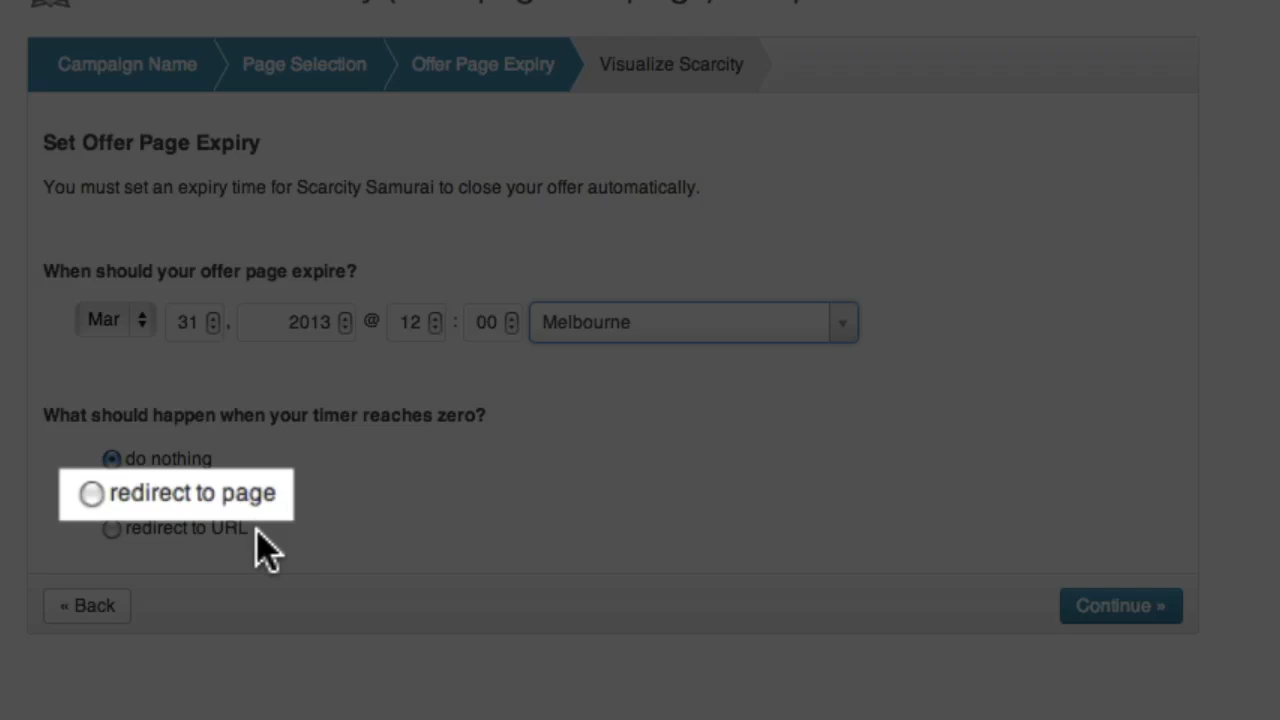 Campaign Name Page Selection Offer Page Expiry Visualize Scarcity
Set Offer Page Expiry
You must set an expiry time for Scarcity Samurai to close your offer automatically.
When should your offer page expire?
Mar 31 , 2013 @ 12 : 00 Melbourne
What should happen when your timer reaches zero?
do nothing
redirect to page
redirect to URL
« Back Continue »